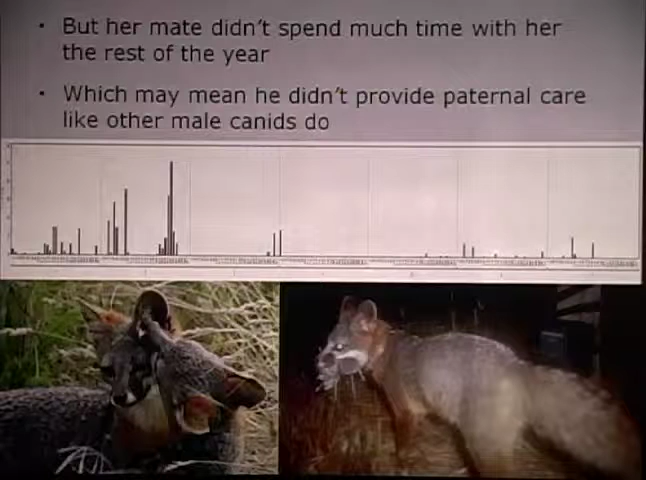 But her mate didn't spend much time with her
the rest of the year
Which may mean he didn't provide paternal care
like other male canids do